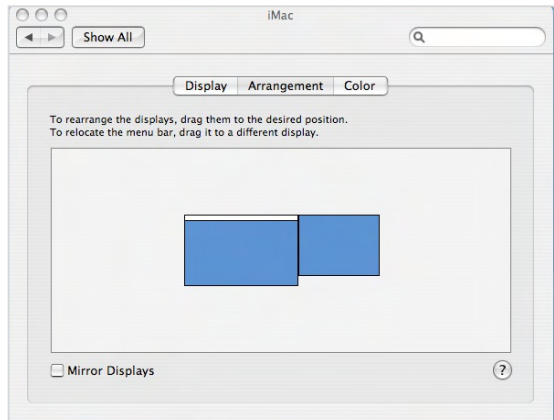 iMac
Show All
Display Arrangement Color
To rearrange the displays, drag them to the desired position.
To relocate the menu bar, drag it to a different display.
Mirror Displays
?